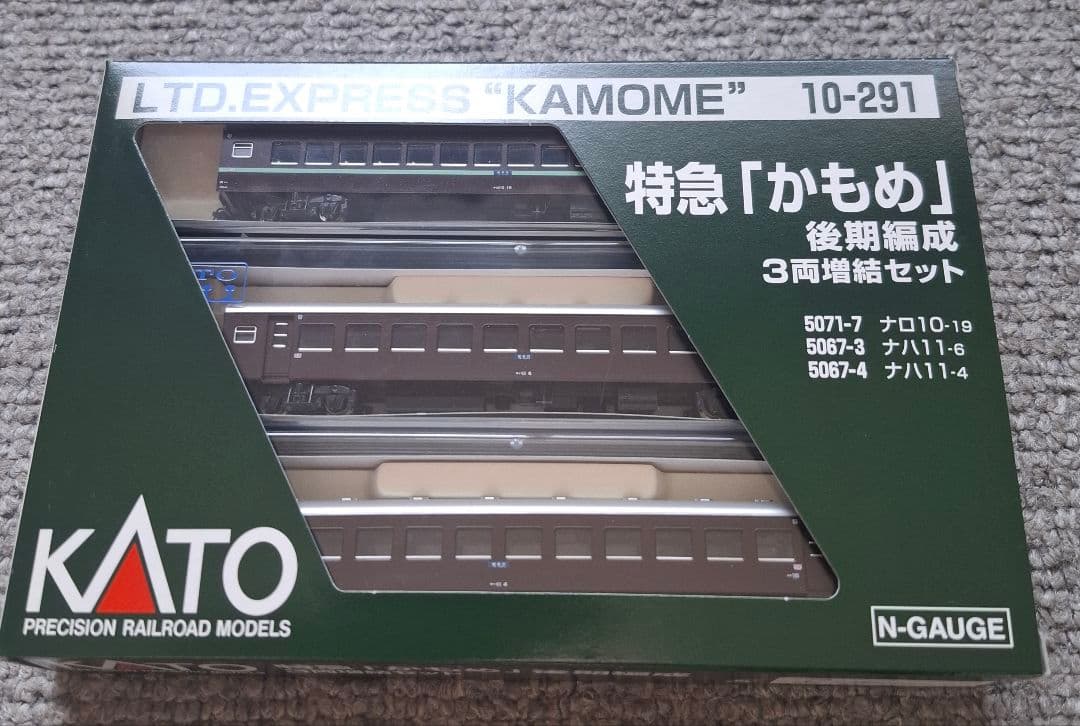 LTD.EXPRESS "KAMOME" 10-291
特急「かもめ」
後期編成
3両増結セット
5071-7 ナロ10-19
5067-3 ナハ11-6
5067-4 ナハ11-4
KATO
PRECISION RAILROAD MODELS
N-GAUGE